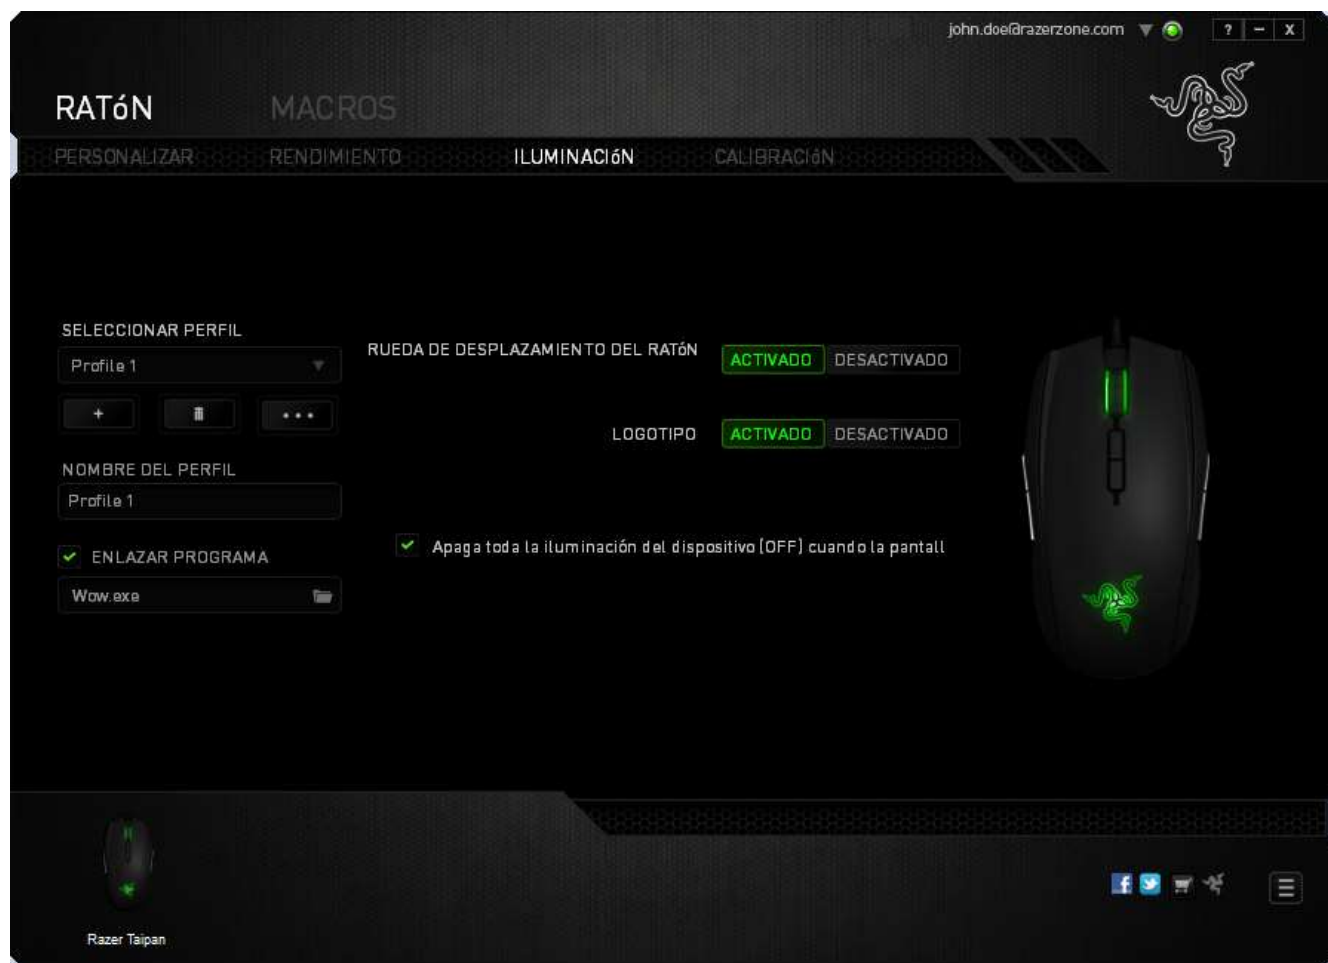 john.doe@razerzone.com
? – X
RATóN MACROS
PERSONALIZAR RENDIMIENTO ILUMINACIóN CALIBRACIóN
SELECCIONAR PERFIL
Profile 1
+ ...
NOMBRE DEL PERFIL
Profile 1
ENLAZAR PROGRAMA
Wow.exe
RUEDA DE DESPLAZAMIENTO DEL RATóN ACTIVADO DESACTIVADO
LOGOTIPO ACTIVADO DESACTIVADO
Apaga toda la iluminación del dispositivo (OFF) cuando la pantall
Razer Taipan